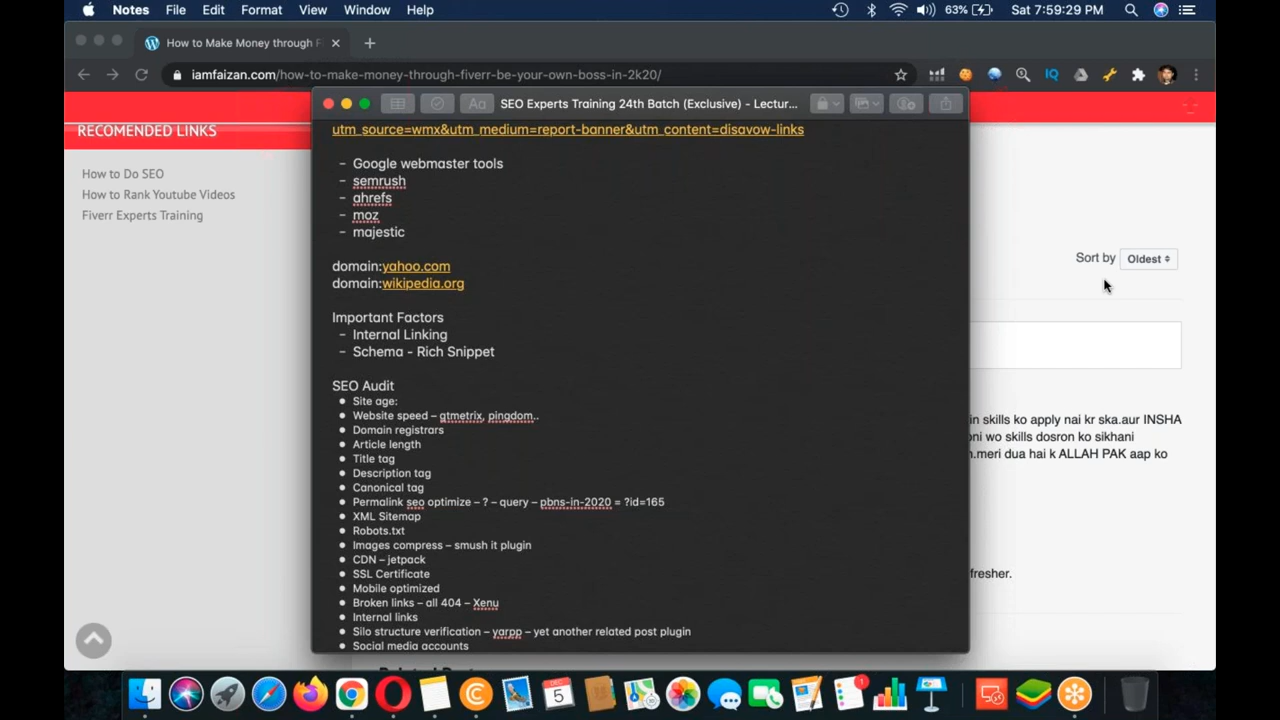 Notes File Edit Format View Window Help 63% Sat 7:59:29 PM
How to Make Money through F
iamfaizan.com/how-to-make-money-through-fiverr-be-your-own-boss-in-2k20/
SEO Experts Training 24th Batch (Exclusive) - Lectur...
RECOMENDED LINKS
How to Do SEO
How to Rank Youtube Videos
Fiverr Experts Training
utm_source=wmx&utm_medium=report-banner&utm_content=disavow-links
- Google webmaster tools
- semrush
- ahrefs
- moz
- majestic
domain:yahoo.com
domain:wikipedia.org
Important Factors
- Internal Linking
- Schema - Rich Snippet
SEO Audit
• Site age:
• Website speed – gtmetrix, pingdom..
• Domain registrars
• Article length
• Title tag
• Description tag
• Canonical tag
• Permalink seo optimize – ? – query – pbns-in-2020 = ?id=165
• XML Sitemap
• Robots.txt
• Images compress – smush it plugin
• CDN – jetpack
• SSL Certificate
• Mobile optimized
• Broken links – all 404 – Xenu
• Internal links
• Silo structure verification – yarpp – yet another related post plugin
• Social media accounts
Sort by Oldest
in skills ko apply nai kr ska.aur INSHA
oni wo skills dosron ko sikhani
.meri dua hai k ALLAH PAK aap ko
fresher.